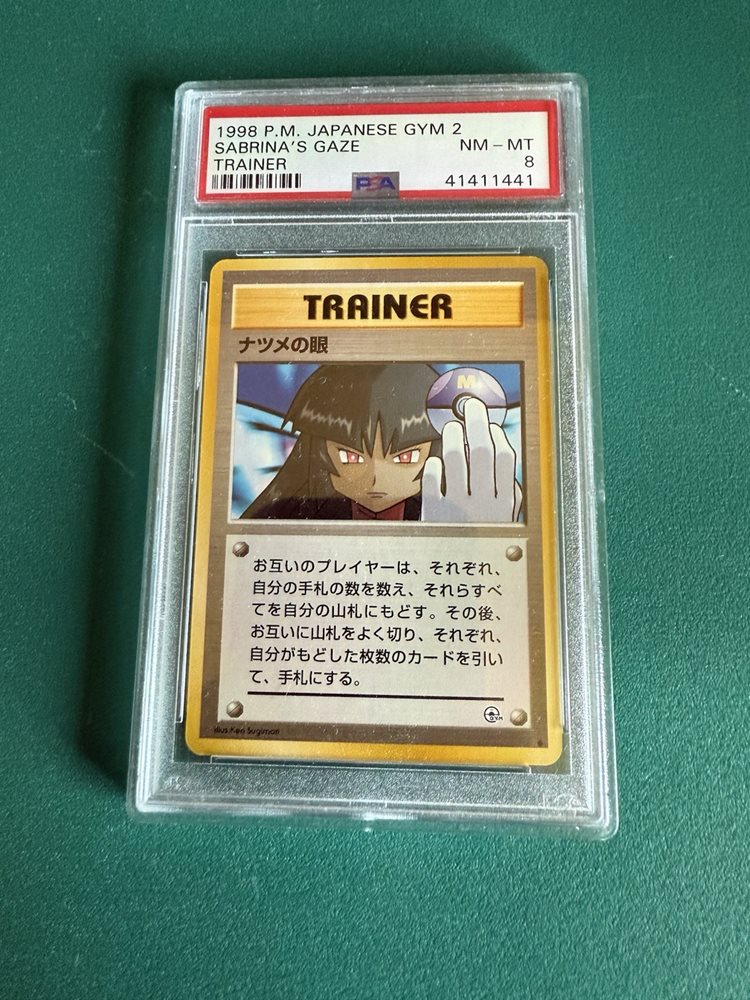 1998 P.M. JAPANESE GYM 2
SABRINA'S GAZE NM - MT
TRAINER 8
PSA 41411441
TRAINER
ナツメの眼
M
お互いのプレイヤーは、それぞれ、
自分の手札の数を数え、それらすべ
てを自分の山札にもどす。その後、
お互いに山札をよく切り、それぞれ、
自分がもどした枚数のカードを引い
て、手札にする。
GYM
Illus. Ken Sugimori